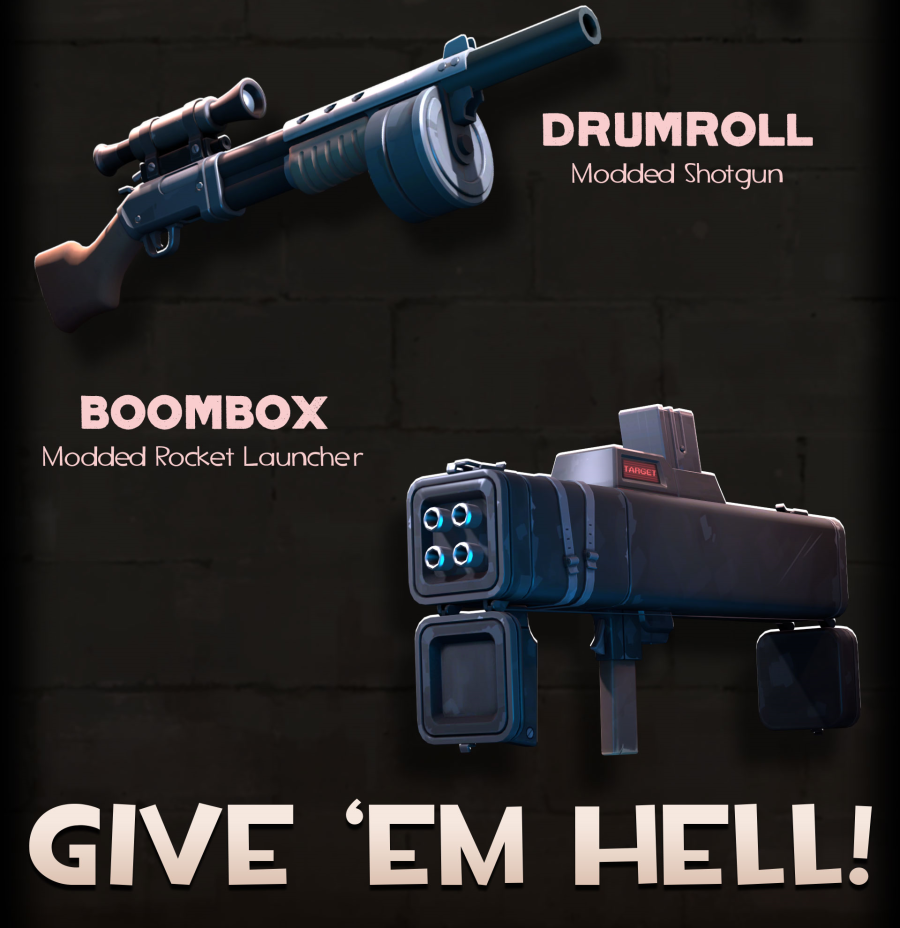 DRUMROLL
Modded Shotgun
BOOMBOX
Modded Rocket Launcher
TARGET
GIVE ‘EM HELL!